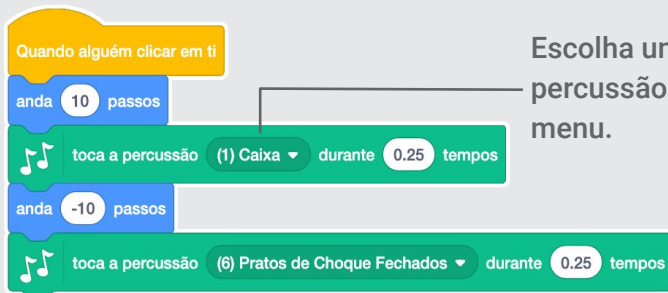 Quando alguém clicar em ti
anda 10 passos
toca a percussão (1) Caixa durante 0.25 tempos
anda -10 passos
toca a percussão (6) Pratos de Choque Fechados durante 0.25 tempos
Escolha
percussão
menu.